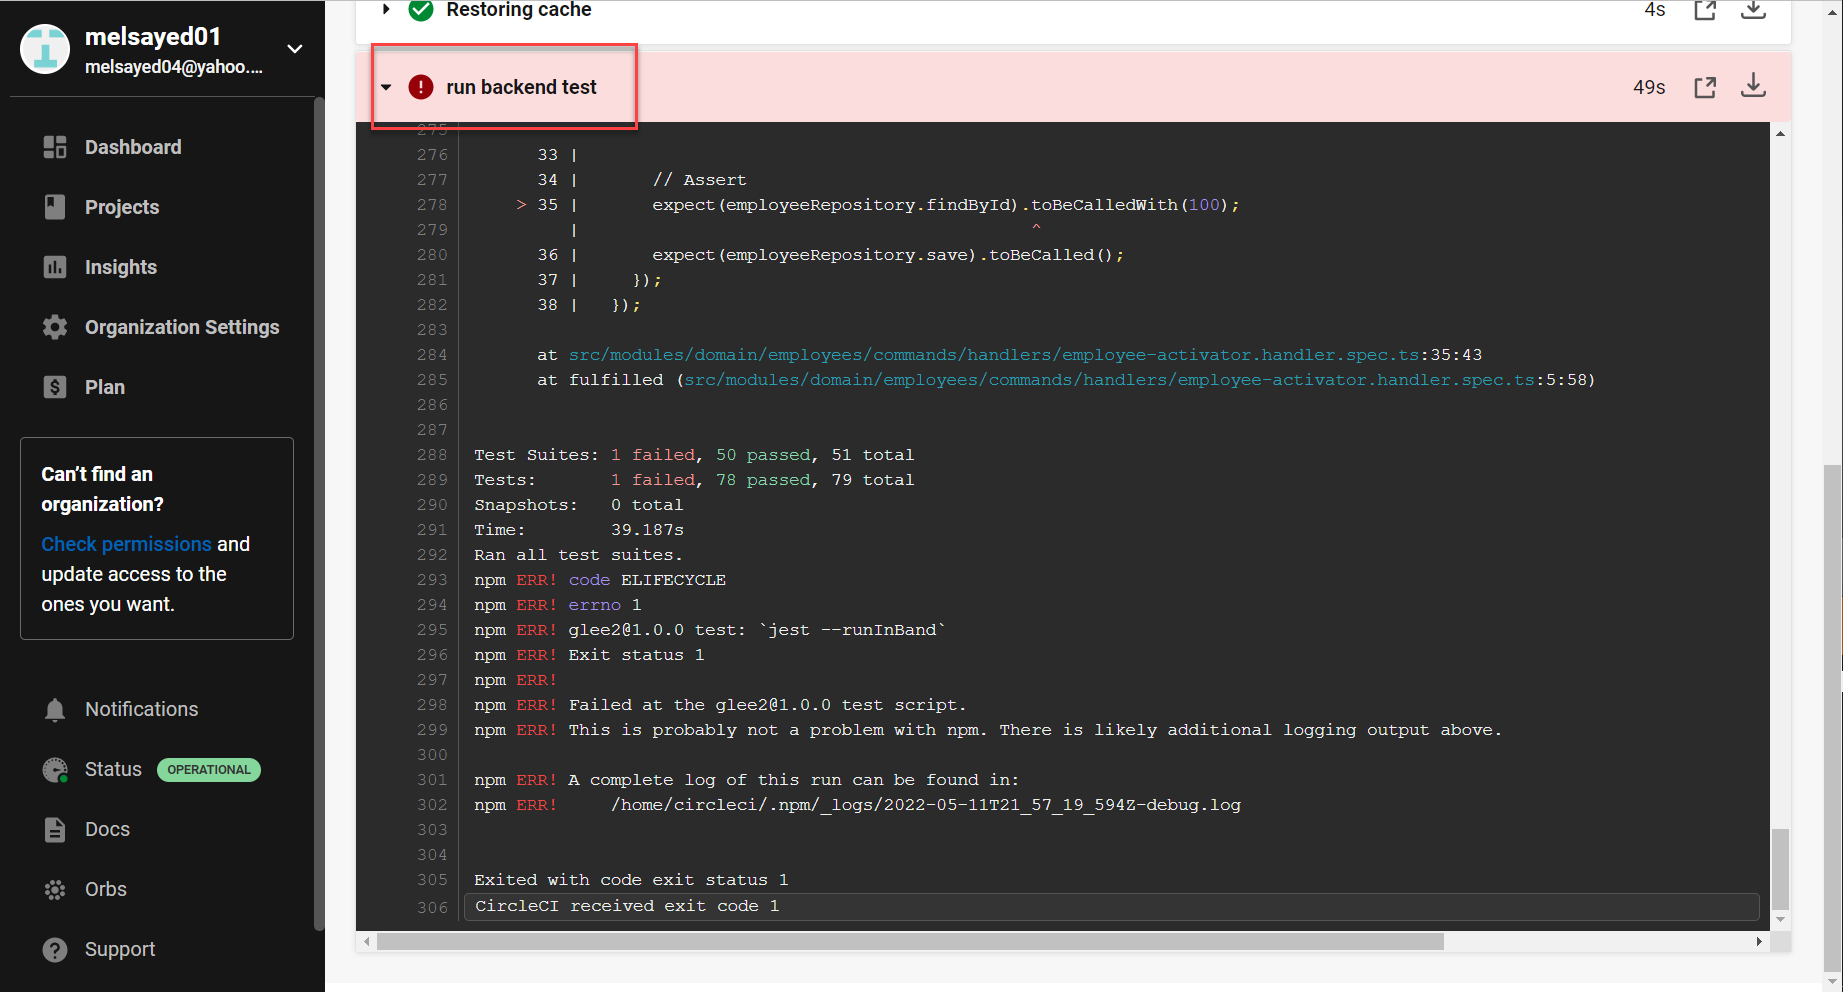 melsayed01
melsayed04@yahoo....
Dashboard
Projects
Insights
Organization Settings
Plan
Can’t find an
organization?
Check permissions and
update access to the
ones you want.
Notifications
Status OPERATIONAL
Docs
Orbs
Support
Restoring cache 4s
run backend test 49s
275
276 33 |
277 34 | // Assert
278 > 35 | expect(employeeRepository.findById).toBeCalledWith(100);
279 | ^
280 36 | expect(employeeRepository.save).toBeCalled();
281 37 | });
282 38 | });
283
284 at src/modules/domain/employees/commands/handlers/employee-activator.handler.spec.ts:35:43
285 at fulfilled (src/modules/domain/employees/commands/handlers/employee-activator.handler.spec.ts:5:58)
286
287
288 Test Suites: 1 failed, 50 passed, 51 total
289 Tests: 1 failed, 78 passed, 79 total
290 Snapshots: 0 total
291 Time: 39.187s
292 Ran all test suites.
293 npm ERR! code ELIFECYCLE
294 npm ERR! errno 1
295 npm ERR! glee2@1.0.0 test: `jest --runInBand`
296 npm ERR! Exit status 1
297 npm ERR!
298 npm ERR! Failed at the glee2@1.0.0 test script.
299 npm ERR! This is probably not a problem with npm. There is likely additional logging output above.
300
301 npm ERR! A complete log of this run can be found in:
302 npm ERR! /home/circleci/.npm/_logs/2022-05-11T21_57_19_594Z-debug.log
303
304
305 Exited with code exit status 1
306 CircleCI received exit code 1